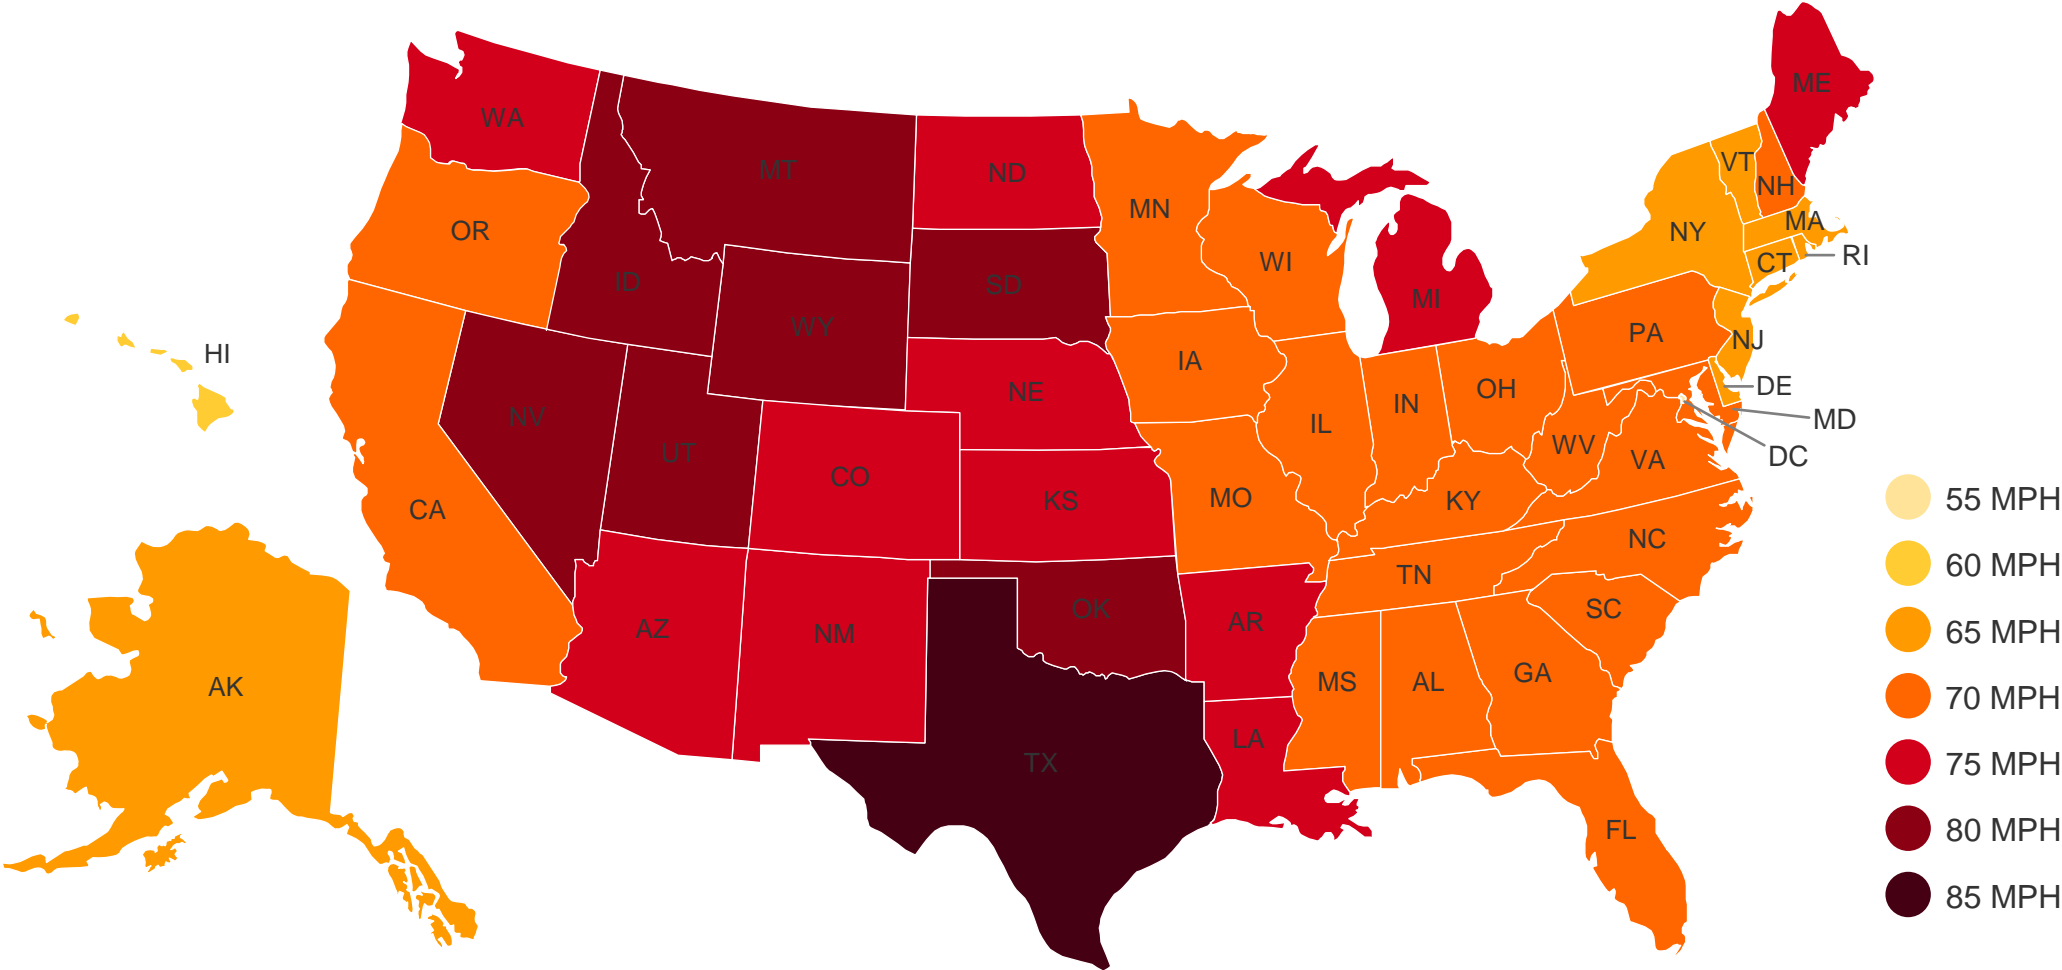 WA
OR
CA
NV
ID
MT
WY
UT
AZ
CO
NM
ND
SD
NE
KS
OK
TX
MN
IA
MO
AR
LA
WI
IL
MI
IN
OH
KY
TN
MS
AL
GA
FL
SC
NC
VA
WV
PA
NY
VT
NH
ME
MA
RI
CT
NJ
DE
MD
DC
HI
AK
55 MPH
60 MPH
65 MPH
70 MPH
75 MPH
80 MPH
85 MPH